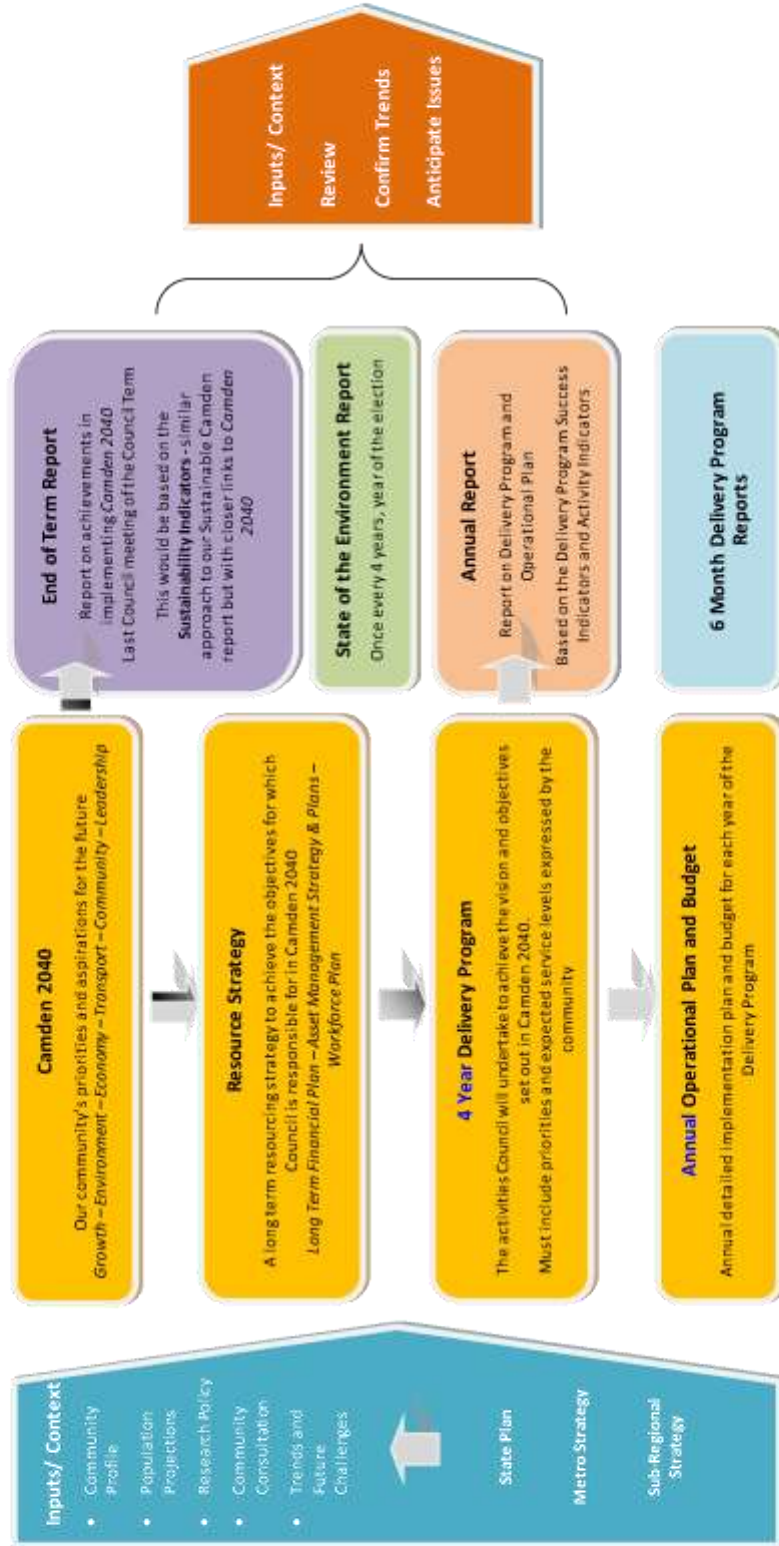 Inputs/ Context
• Community
Profile
• Population
Projections
• Research Policy
• Community
Consultation
• Trends and
Future
Challenges
State Plan
Metro Strategy
Sub-Regional
Strategy
Camden 2040
Our community's priorities and aspirations for the future
Growth – Environment – Economy – Transport – Community – Leadership
Resource Strategy
A long term resourcing strategy to achieve the objectives for which
Council is responsible for in Camden 2040
Long Term Financial Plan – Asset Management Strategy & Plans –
Workforce Plan
4 Year Delivery Program
The activities Council will undertake to achieve the vision and objectives
set out in Camden 2040.
Must include priorities and expected service levels expressed by the
community
Annual Operational Plan and Budget
Annual detailed implementation plan and budget for each year of the
Delivery Program
End of Term Report
Report on achievements in
implementing Camden 2040
Last Council meeting of the Council Term
This would be based on the
Sustainability Indicators - similar
approach to our Sustainable Camden
report but with closer links to Camden
2040
State of the Environment Report
Once every 4 years, year of the election
Annual Report
Report on Delivery Program and
Operational Plan
Based on the Delivery Program Success
Indicators and Activity Indicators
6 Month Delivery Program
Reports
Inputs/ Context
Review
Confirm Trends
Anticipate Issues